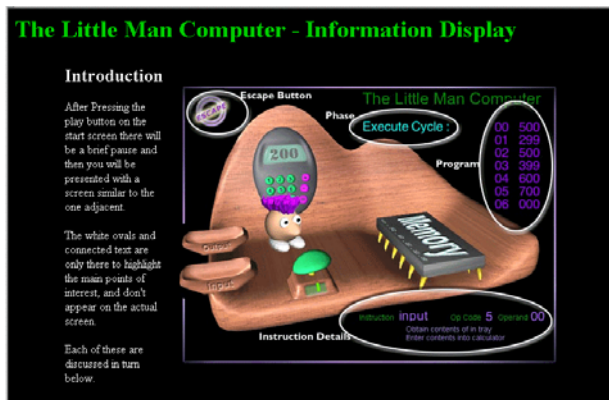 The Little Man Computer - Information Display
Introduction
After Pressing the
play button on the
start screen there will
be a brief pause and
then you will be
presented with a
screen similar to the
one adjacent.
The white ovals and
connected text are
only there to highlight
the main points of
interest, and don't
appear on the actual
screen.
Each of these are
discussed in turn
below.
Escape Button
ESCAPE
The Little Man Computer
Phase
Execute Cycle :
Program
00 500
01 299
02 500
03 399
04 600
05 700
06 000
200
Memory
Output
Input
Instruction Details
Instruction input Op Code 5 Operand 00
Obtain contents of in tray
Enter contents into calculator